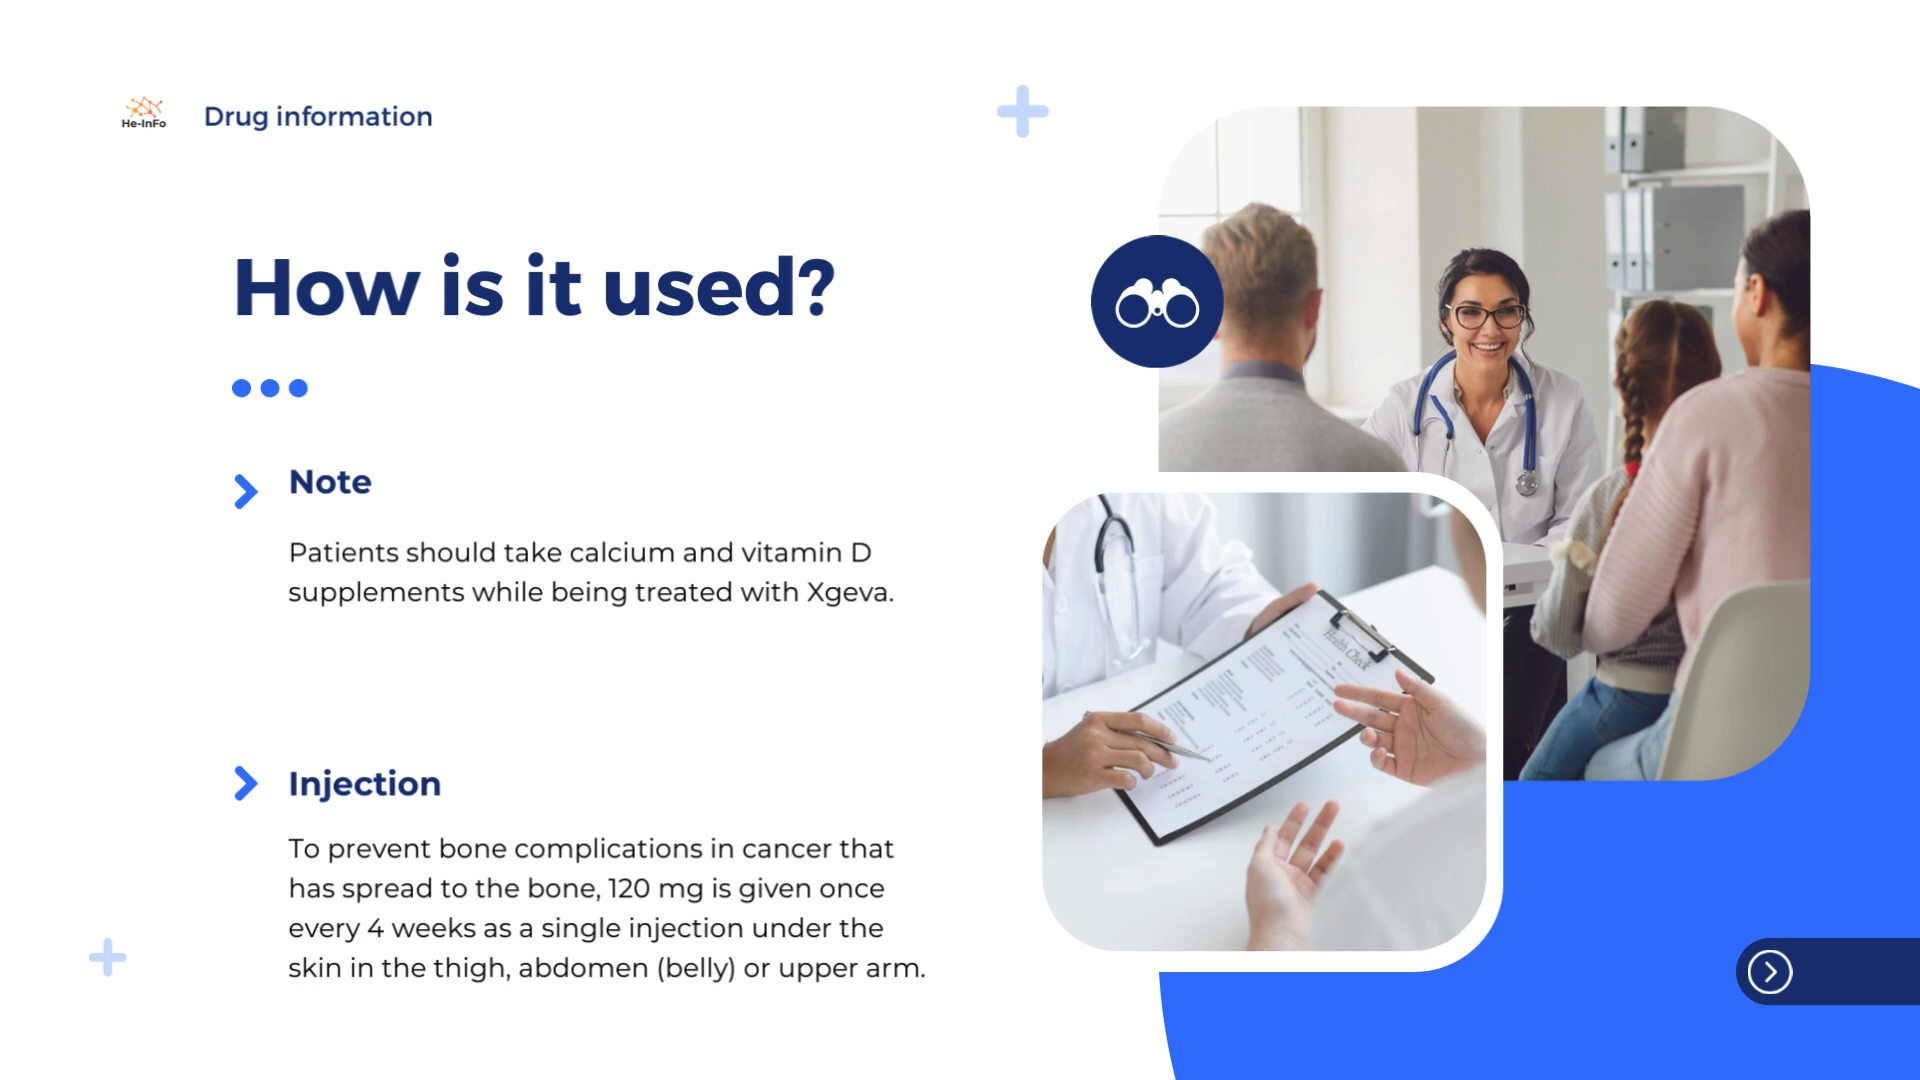 He-InFo
Drug information
How is it used?
Note
Patients should take calcium and vitamin D
supplements while being treated with Xgeva.
Injection
To prevent bone complications in cancer that
has spread to the bone, 120 mg is given once
every 4 weeks as a single injection under the
skin in the thigh, abdomen (belly) or upper arm.
Health Check